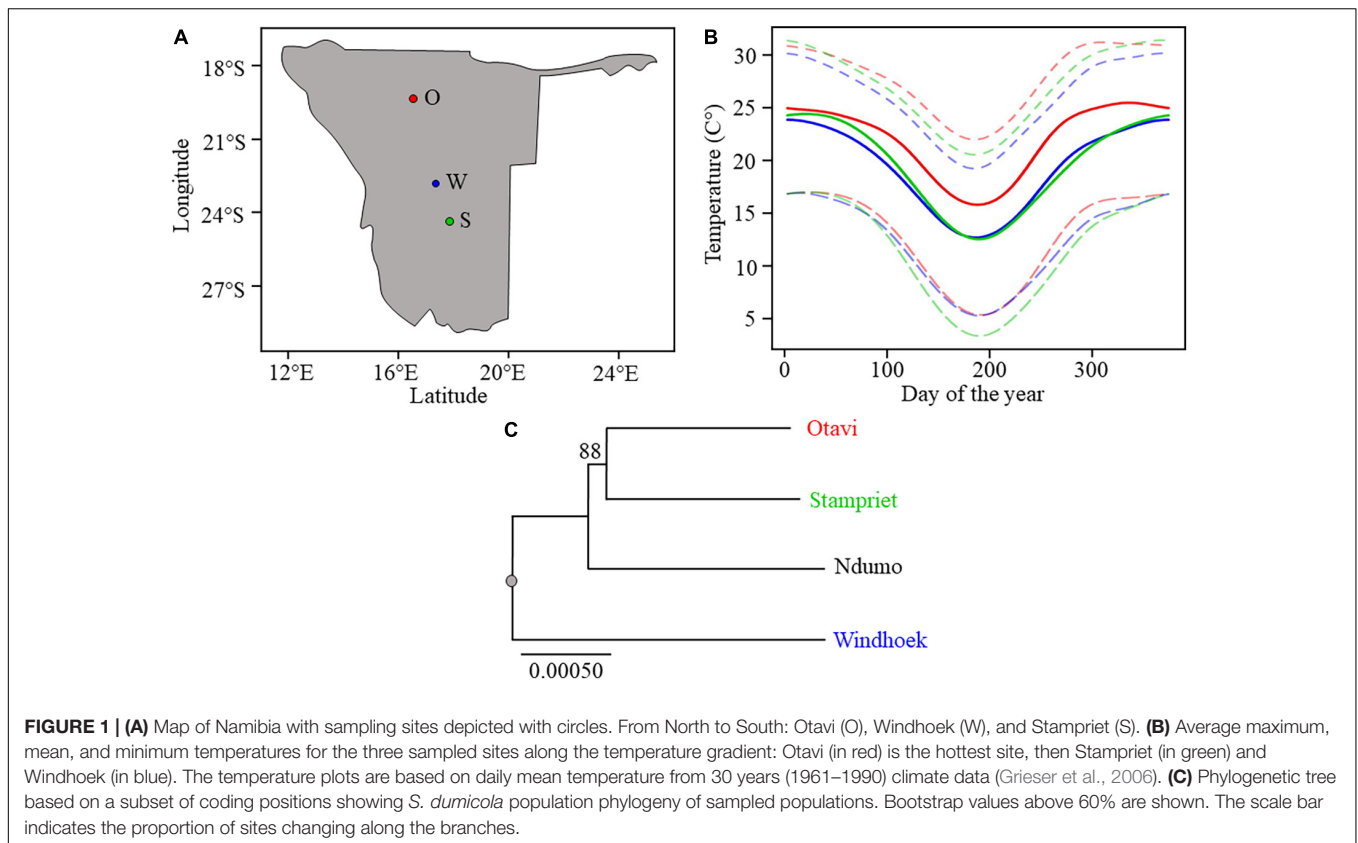 A
18°S
21°S
24°S
27°S
Longitude
O
W
S
12°E
16°E
20°E
24°E
Latitude
B
30
25
20
15
10
5
Temperature (C°)
0
100
200
300
Day of the year
C
88
Otavi
Stampriet
Ndumo
Windhoek
0.00050
FIGURE 1 | (A) Map of Namibia with sampling sites depicted with circles. From North to South: Otavi (O), Windhoek (W), and Stampriet (S). (B) Average maximum,
mean, and minimum temperatures for the three sampled sites along the temperature gradient: Otavi (in red) is the hottest site, then Stampriet (in green) and
Windhoek (in blue). The temperature plots are based on daily mean temperature from 30 years (1961–1990) climate data (Grieser et al., 2006). (C) Phylogenetic tree
based on a subset of coding positions showing S. dumicola population phylogeny of sampled populations. Bootstrap values above 60% are shown. The scale bar
indicates the proportion of sites changing along the branches.